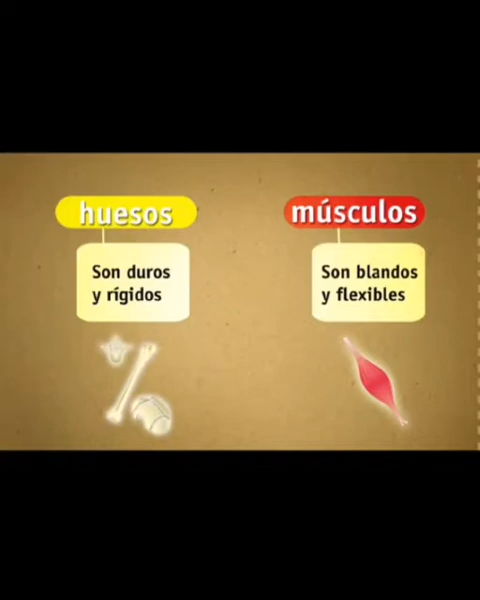 huesos
Son duros
y rígidos
músculos
Son blandos
y flexibles